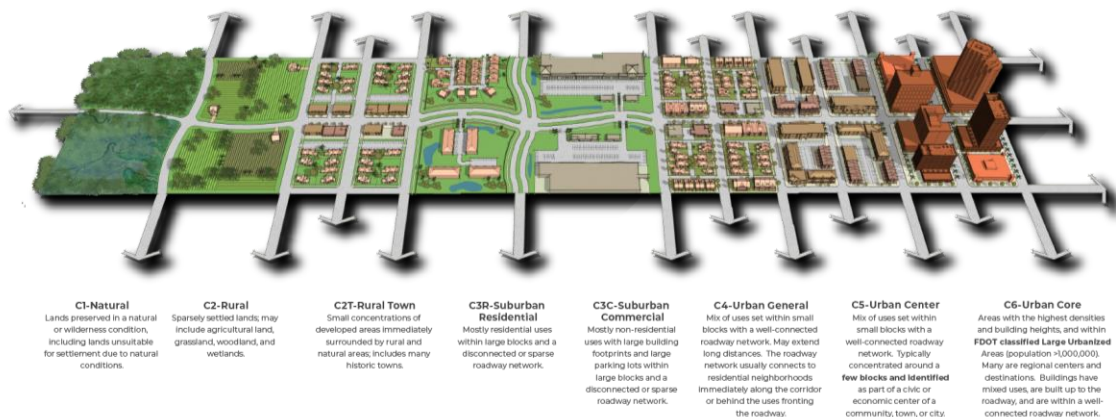 C1-Natural
Lands preserved in a natural
or wilderness condition,
including lands unsuitable
for settlement due to natural
conditions.
C2-Rural
Sparsely settled lands; may
include agricultural land,
grassland, woodland, and
wetlands.
C2T-Rural Town
Small concentrations of
developed areas immediately
surrounded by rural and
natural areas; includes many
historic towns.
C3R-Suburban
Residential
Mostly residential uses
within large blocks and a
disconnected or sparse
roadway network.
C3C-Suburban
Commercial
Mostly non-residential
uses with large building
footprints and large
parking lots within
large blocks and a
disconnected or sparse
roadway network.
C4-Urban General
Mix of uses set within small
blocks with a well-connected
roadway network. May extend
long distances. The roadway
network usually connects to
residential neighborhoods
immediately along the corridor
or behind the uses fronting
the roadway.
C5-Urban Center
Mix of uses set within
small blocks with a
well-connected roadway
network. Typically
concentrated around a
few blocks and identified
as part of a civic or
economic center of a
community, town, or city.
C6-Urban Core
Areas with the highest densities
and building heights, and within
FDOT classified Large Urbanized
Areas (population >1,000,000).
Many are regional centers and
destinations. Buildings have
mixed uses, are built up to the
roadway, and are within a well-
connected roadway network.